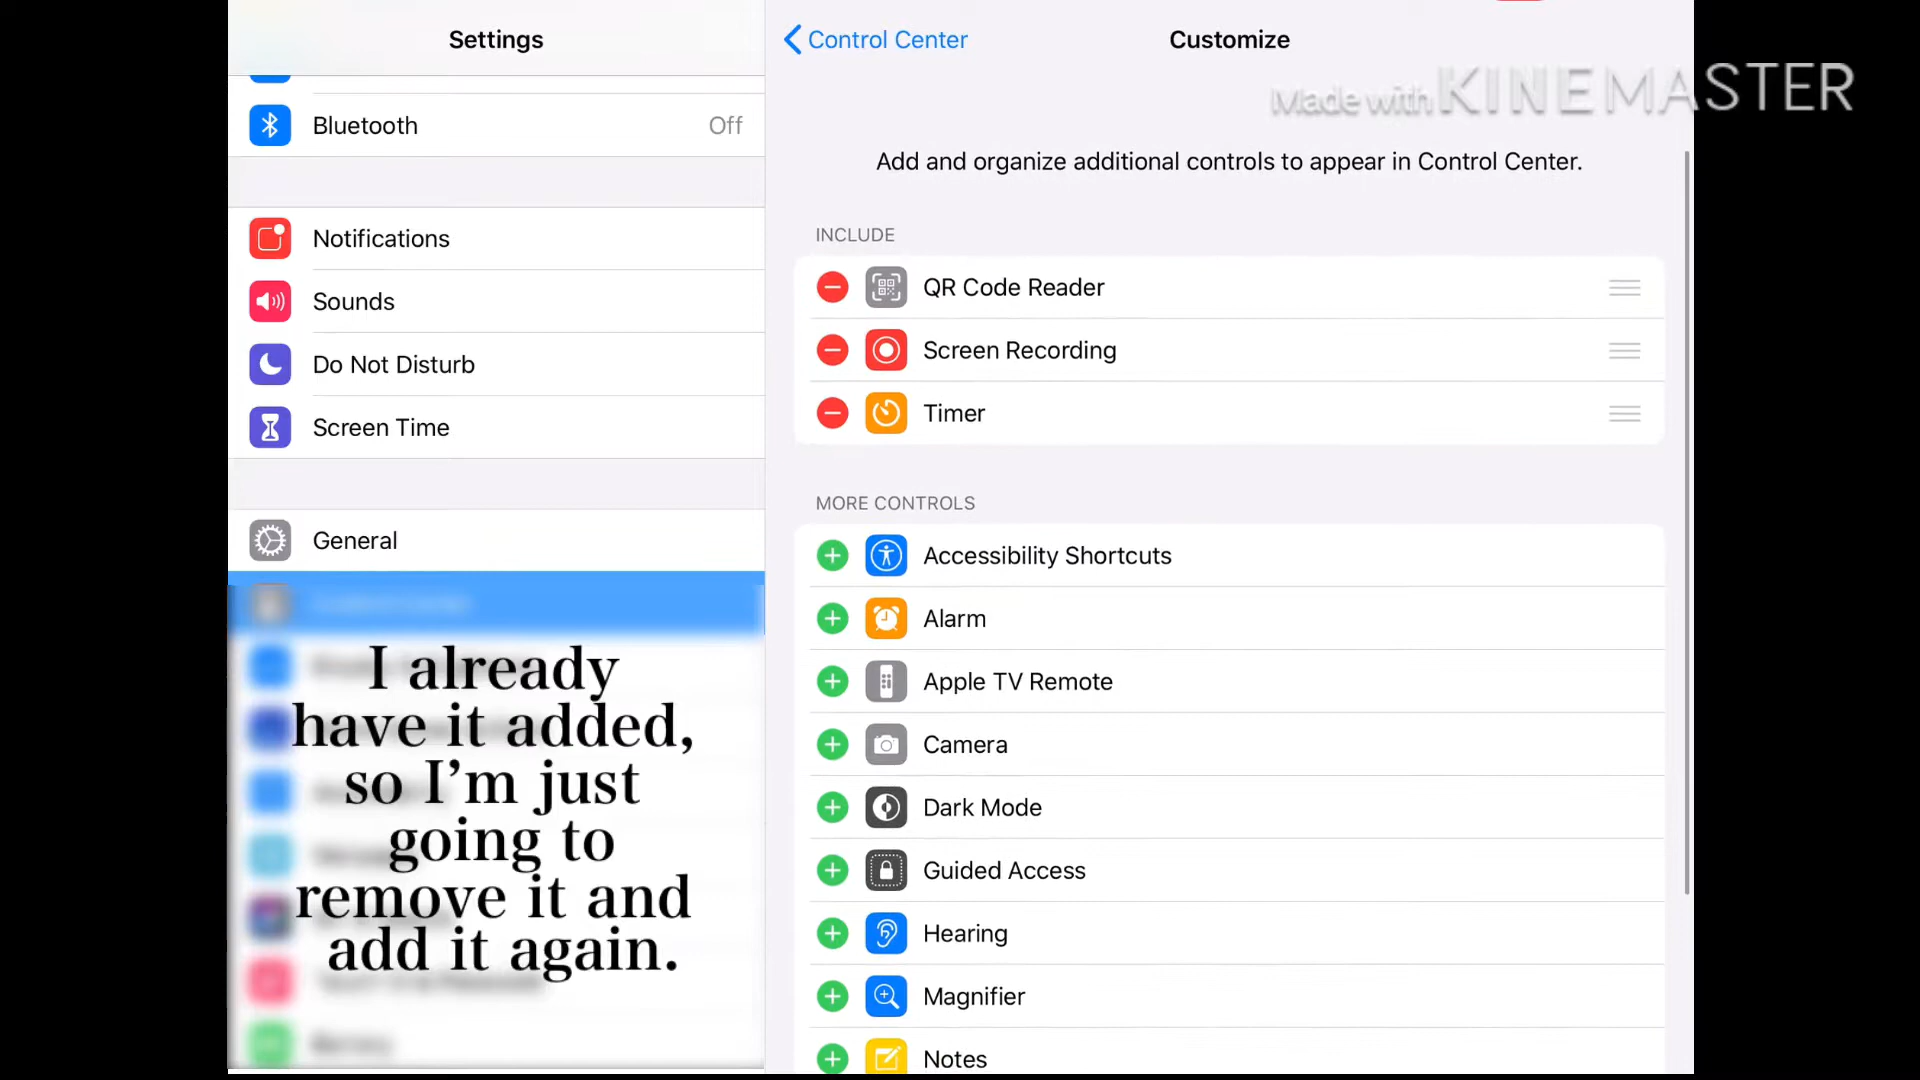 Settings
Bluetooth Off
Notifications
Sounds
Do Not Disturb
Screen Time
General
I already
have it added,
so I'm just
going to
remove it and
add it again.
Control Center
Customize
Made with KINEMASTER
Add and organize additional controls to appear in Control Center.
INCLUDE
QR Code Reader
Screen Recording
Timer
MORE CONTROLS
Accessibility Shortcuts
Alarm
Apple TV Remote
Camera
Dark Mode
Guided Access
Hearing
Magnifier
Notes